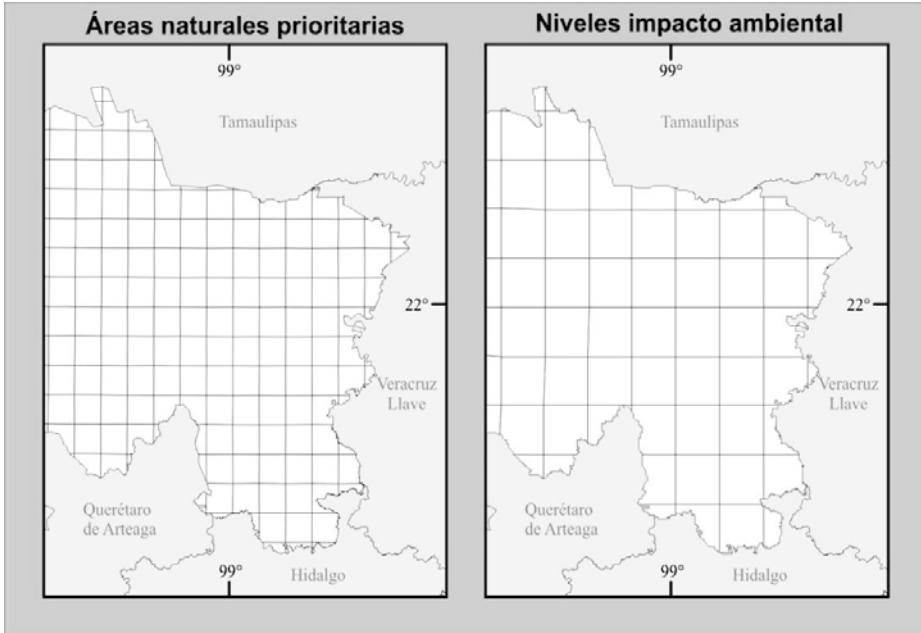 Áreas naturales prioritarias
99°
Tamaulipas
22°
Veracruz
Llave
Querétaro
de Arteaga
99°
Hidalgo
Niveles impacto ambiental
99°
Tamaulipas
22°
Veracruz
Llave
Querétaro
de Arteaga
99°
Hidalgo